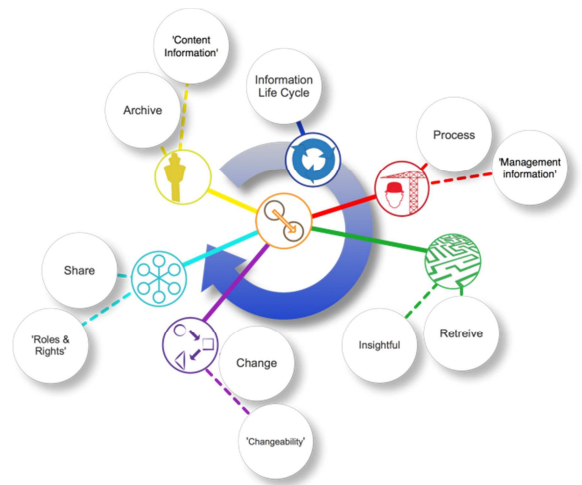 'Content
Information'
Archive
Information
Life Cycle
Process
'Management
information'
Share
'Roles &
Rights'
Change
'Changeability'
Insightful
Retreive